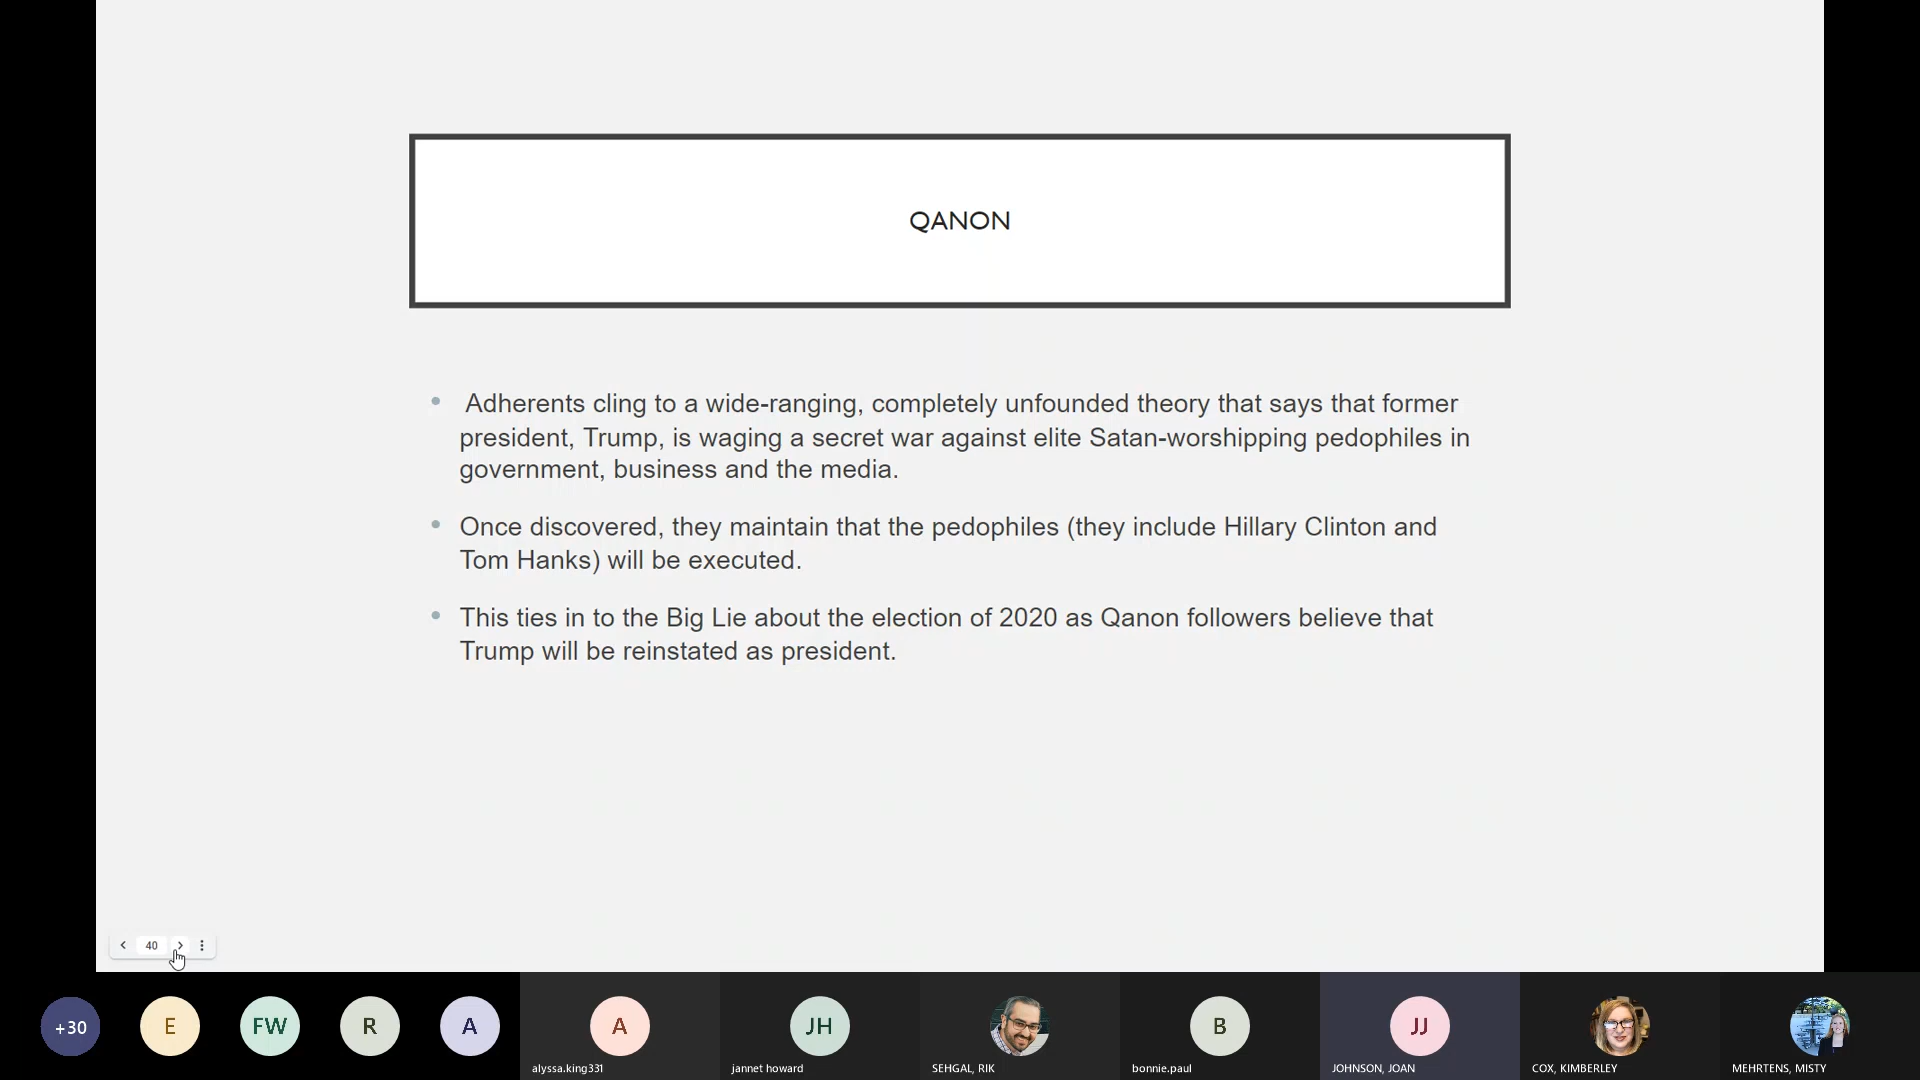 QANON
Adherents cling to a wide-ranging, completely unfounded theory that says that former
president, Trump, is waging a secret war against elite Satan-worshipping pedophiles in
government, business and the media.
Once discovered, they maintain that the pedophiles (they include Hillary Clinton and
Tom Hanks) will be executed.
This ties in to the Big Lie about the election of 2020 as Qanon followers believe that
Trump will be reinstated as president.
40
+30
E
FW
R
A
A
JH
B
JJ
alyssa.king331
jannet howard
SEHGAL, RIK
bonnie.paul
JOHNSON, JOAN
COX, KIMBERLEY
MEHRTENS, MISTY